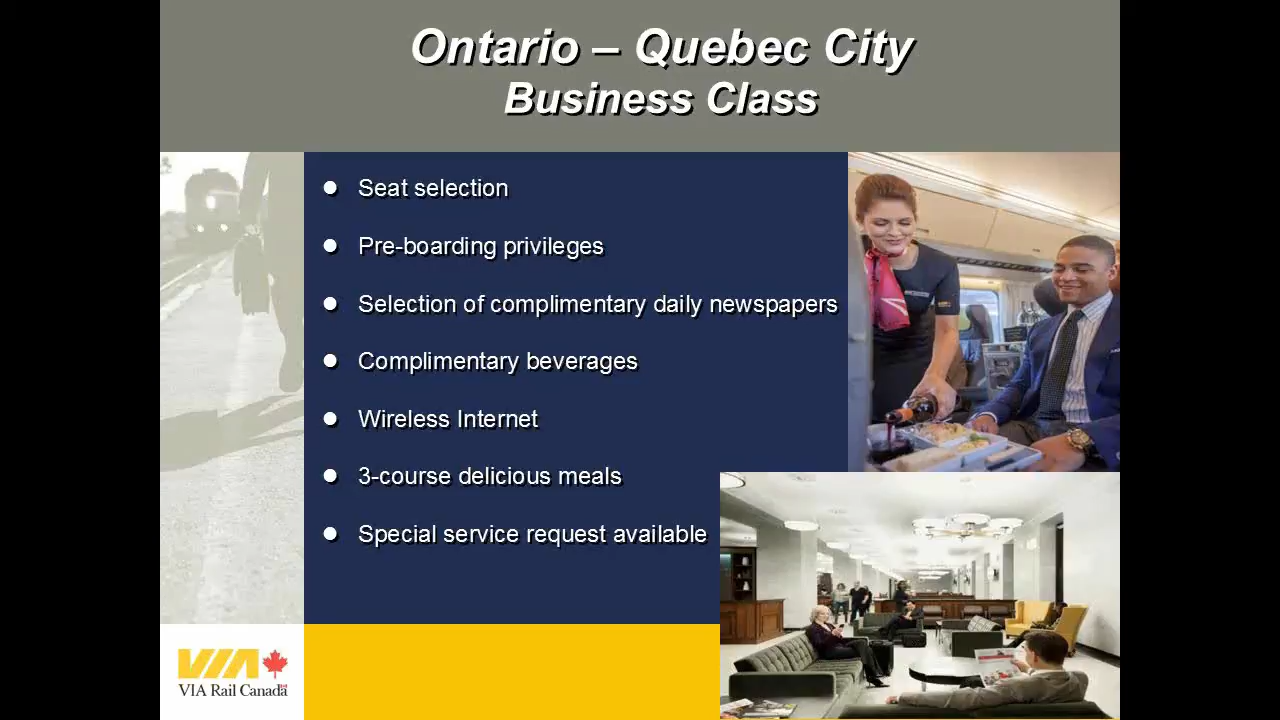 Ontario – Quebec City
Business Class
Seat selection
Pre-boarding privileges
Selection of complimentary daily newspapers
Complimentary beverages
Wireless Internet
3-course delicious meals
Special service request available
VIA
VIA Rail Canada